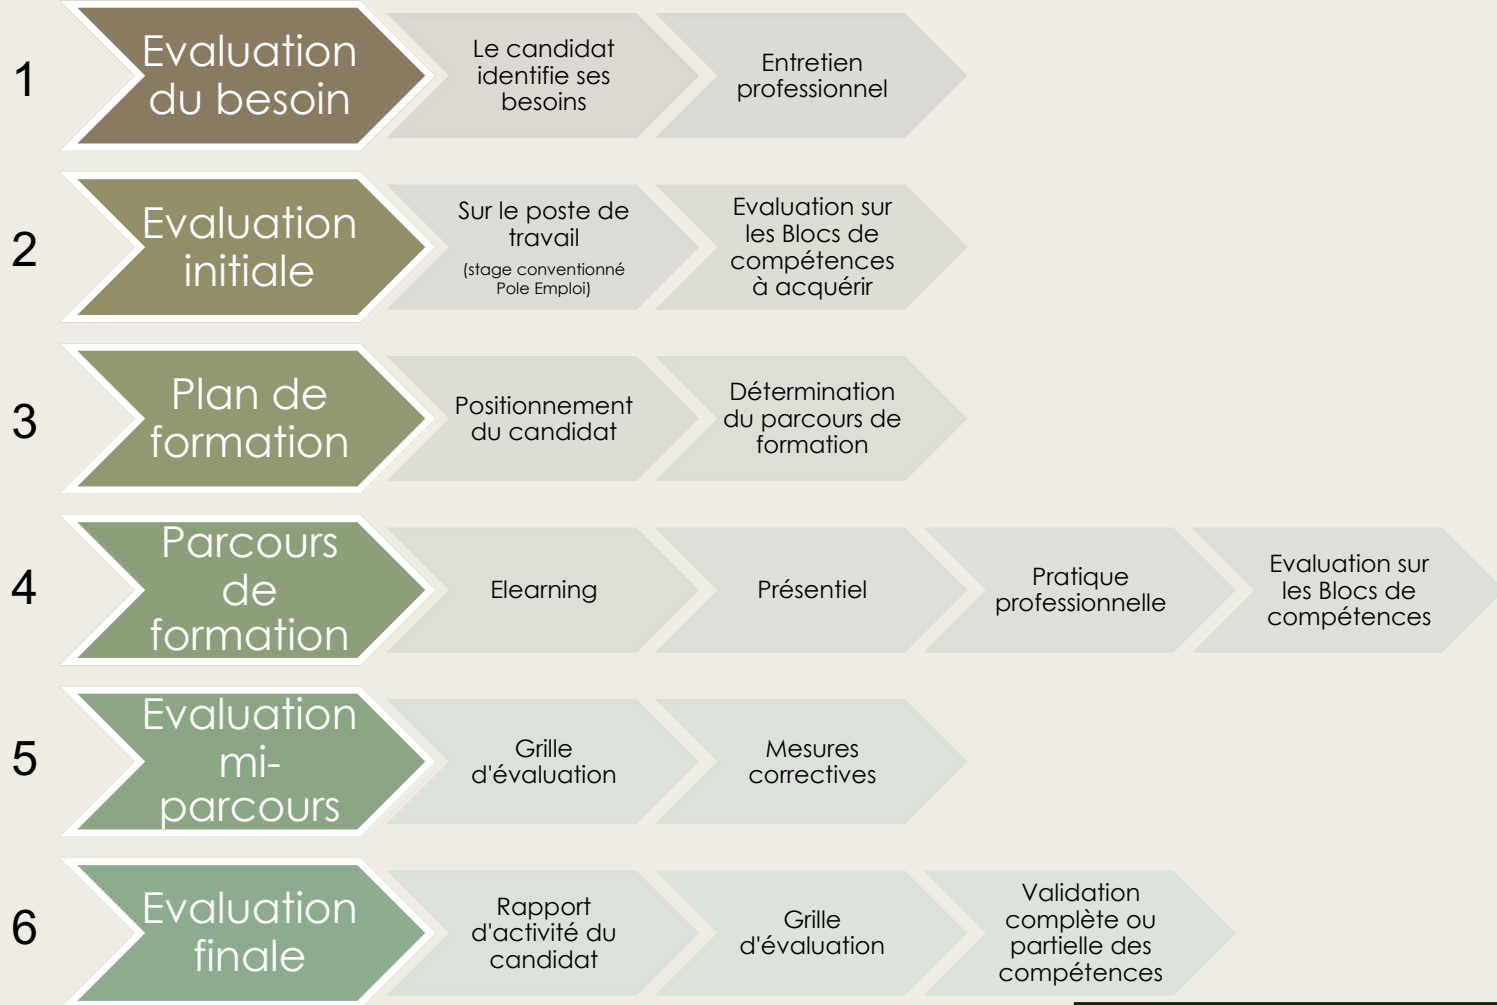 1
Evaluation
du besoin
Le candidat
identifie ses
besoins
Entretien
professionnel
2
Evaluation
initiale
Sur le poste de
travail
(stage conventionné
Pole Emploi)
Evaluation sur
les Blocs de
compétences
à acquérir
3
Plan de
formation
Positionnement
du candidat
Détermination
du parcours de
formation
4
Parcours
de
formation
Elearning
Présentiel
Pratique
professionnelle
Evaluation sur
les Blocs de
compétences
5
Evaluation
mi-
parcours
Grille
d'évaluation
Mesures
correctives
6
Evaluation
finale
Rapport
d'activité du
candidat
Grille
d'évaluation
Validation
complète ou
partielle des
compétences